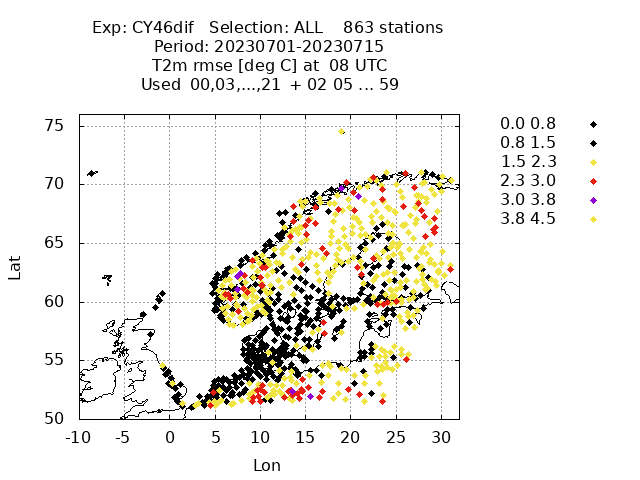 Exp: CY46dif   Selection: ALL    863 stations
Period: 20230701-20230715
T2m rmse [deg C] at  08 UTC
Used  00,03,...,21  + 02 05 ... 59
75
70
65
60
55
50
Lat
-10 -5 0 5 10 15 20 25 30
Lon
0.0 0.8
0.8 1.5
1.5 2.3
2.3 3.0
3.0 3.8
3.8 4.5